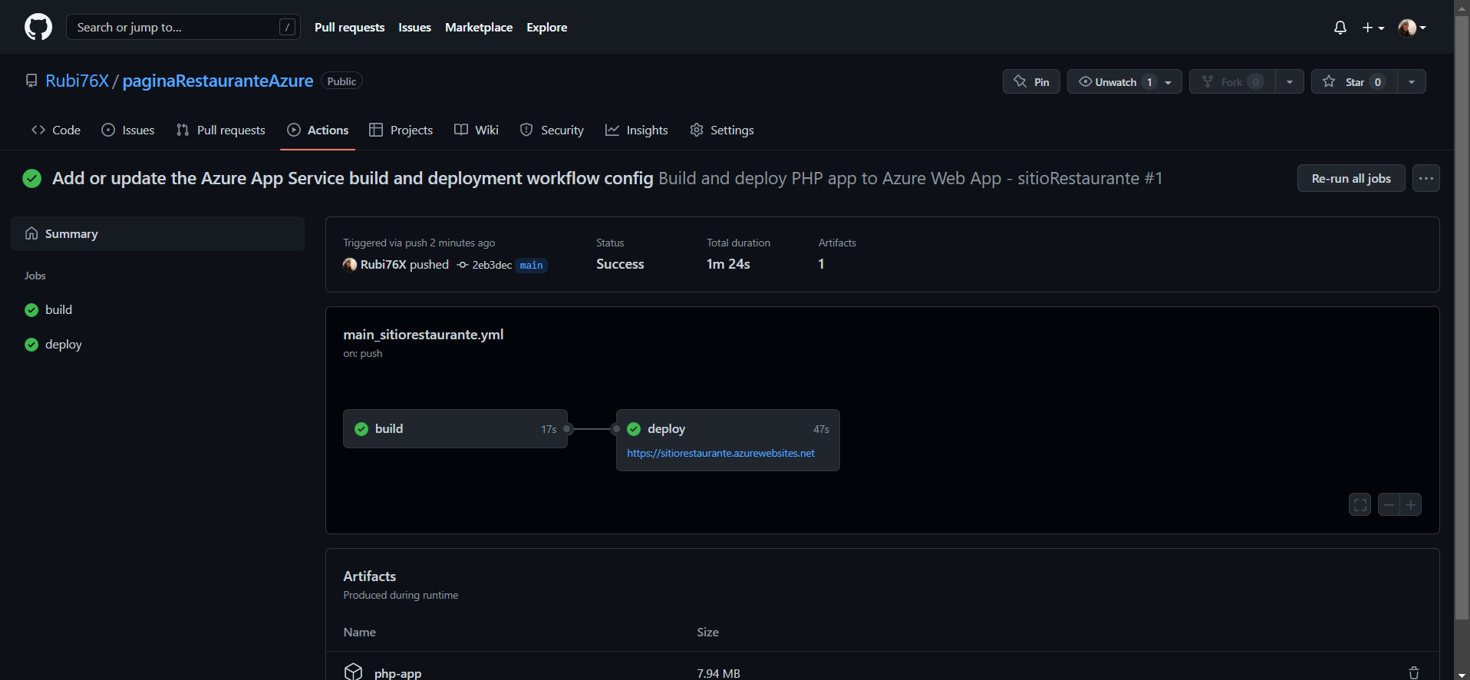 Search or jump to... /
Pull requests Issues Marketplace Explore
Rubi76X / paginaRestauranteAzure Public
Pin Unwatch 1 Fork 0 Star 0
Code Issues Pull requests Actions Projects Wiki Security Insights Settings
Add or update the Azure App Service build and deployment workflow config Build and deploy PHP app to Azure Web App - sitioRestaurante #1
Re-run all jobs ...
Summary
Jobs
build
deploy
Triggered via push 2 minutes ago
Rubi76X pushed 2eb3dec main
Status
Success
Total duration
1m 24s
Artifacts
1
main_sitiorestaurante.yml
on: push
build 17s
deploy 47s
https://sitiorestaurante.azurewebsites.net
Artifacts
Produced during runtime
Name Size
php-app 7.94 MB